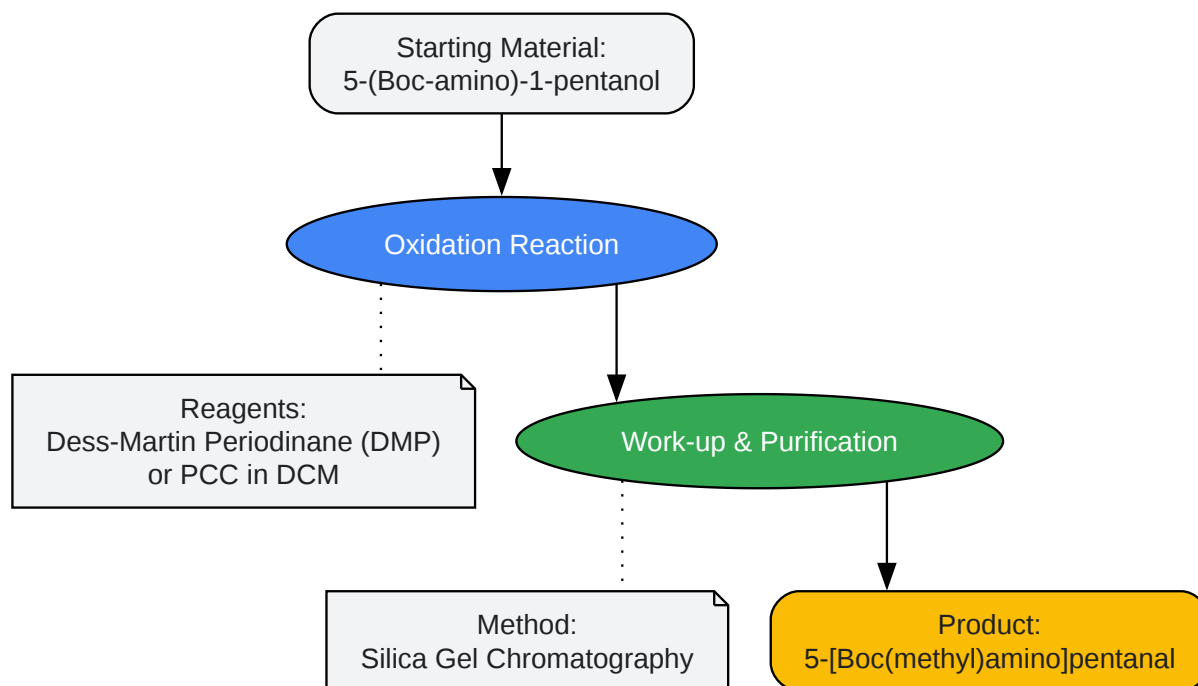 Starting Material:
5-(Boc-amino)-1-pentanol
Oxidation Reaction
Reagents:
Dess-Martin Periodinane (DMP)
or PCC in DCM
Work-up & Purification
Method:
Silica Gel Chromatography
Product:
5-[Boc(methyl)amino]pentanal